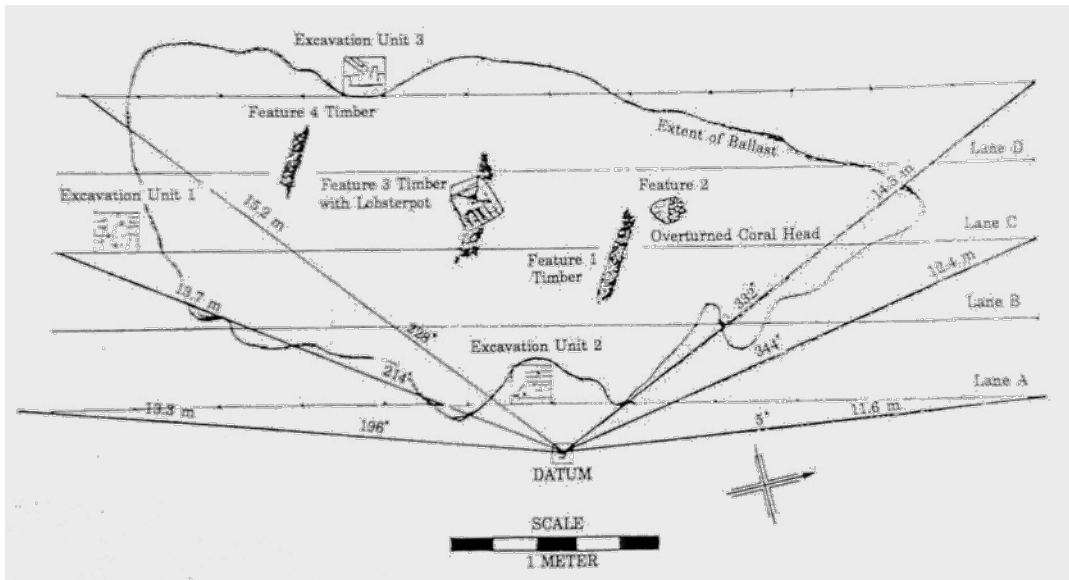 Excavation Unit 3
Feature 4 Timber
Extent of Ballast
Lane D
Feature 3 Timber
with Lobsterpot
Feature 2
14.5 m
Excavation Unit 1
15.2 m
Overturned Coral Head
Lane C
Feature 1
Timber
12.4 m
13.7 m
332°
Lane B
228°
Excavation Unit 2
344°
214°
Lane A
13.3 m
11.6 m
196°
5°
DATUM
SCALE
1 METER